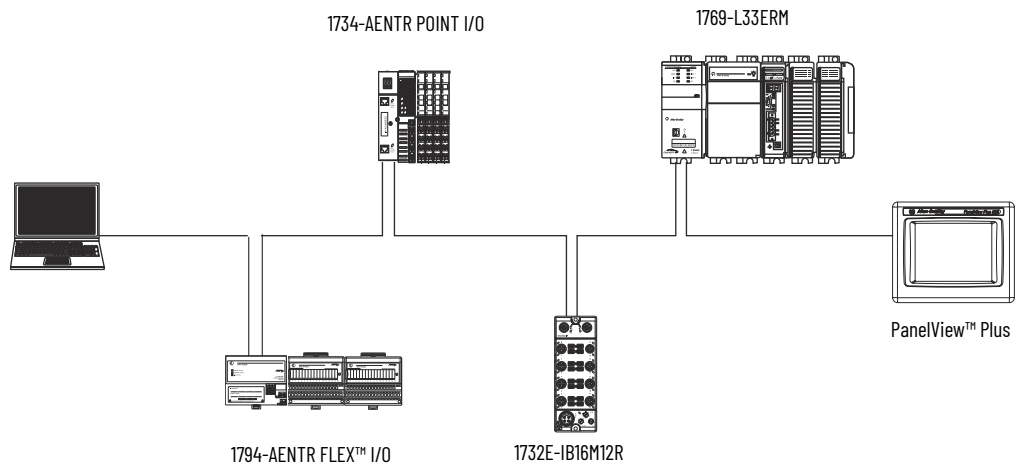 1734-AENTR POINT I/O
1769-L33ERM
PanelView™ Plus
1794-AENTR FLEX™ I/O
1732E-IB16M12R